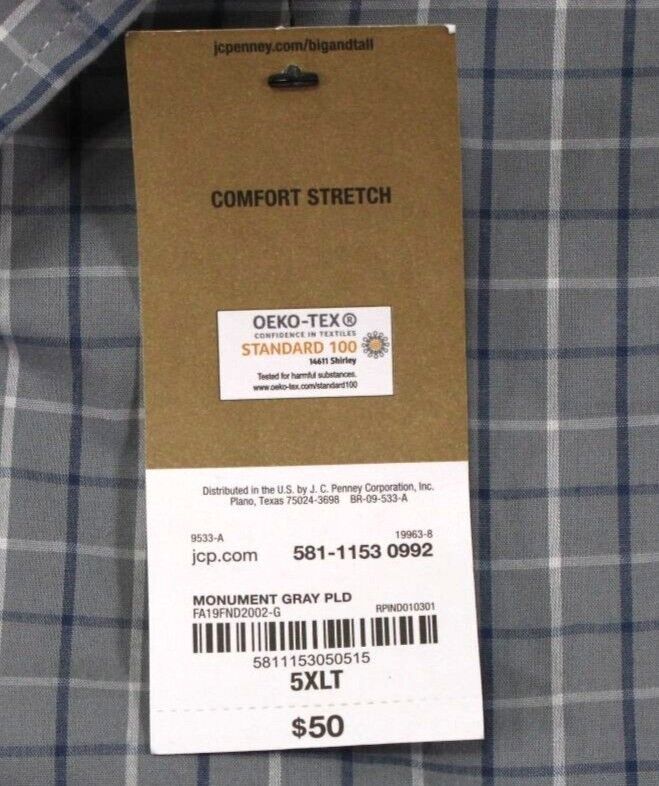 jcpenney.com/bigandtall
COMFORT STRETCH
OEKO-TEX®
CONFIDENCE IN TEXTILES
STANDARD 100
14611 Shirley
Tested for harmful substances.
www.oeko-tex.com/standard100
Distributed in the U.S. by J. C. Penney Corporation, Inc.
Plano, Texas 75024-3698 BR-09-533-A
9533-A 19963-8
jcp.com 581-1153 0992
MONUMENT GRAY PLD
FA19FND2002-G RPIND010301
5811153050515
5XLT
$50